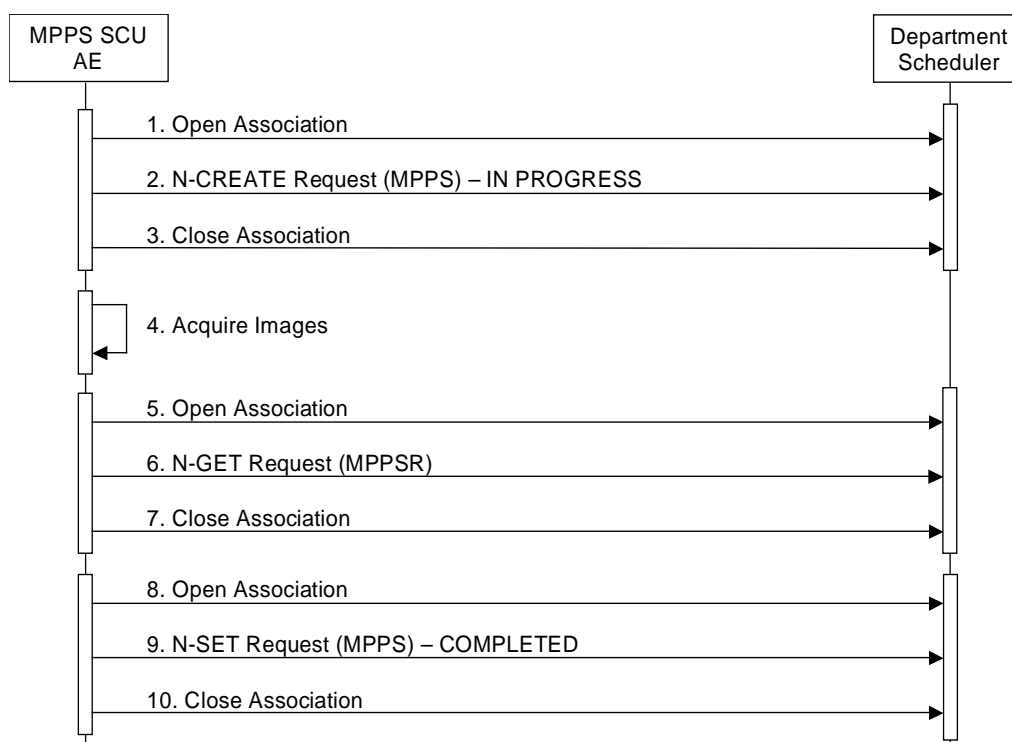 MPPS SCU
AE
Department
Scheduler
1. Open Association
2. N-CREATE Request (MPPS) – IN PROGRESS
3. Close Association
4. Acquire Images
5. Open Association
6. N-GET Request (MPPSR)
7. Close Association
8. Open Association
9. N-SET Request (MPPS) – COMPLETED
10. Close Association